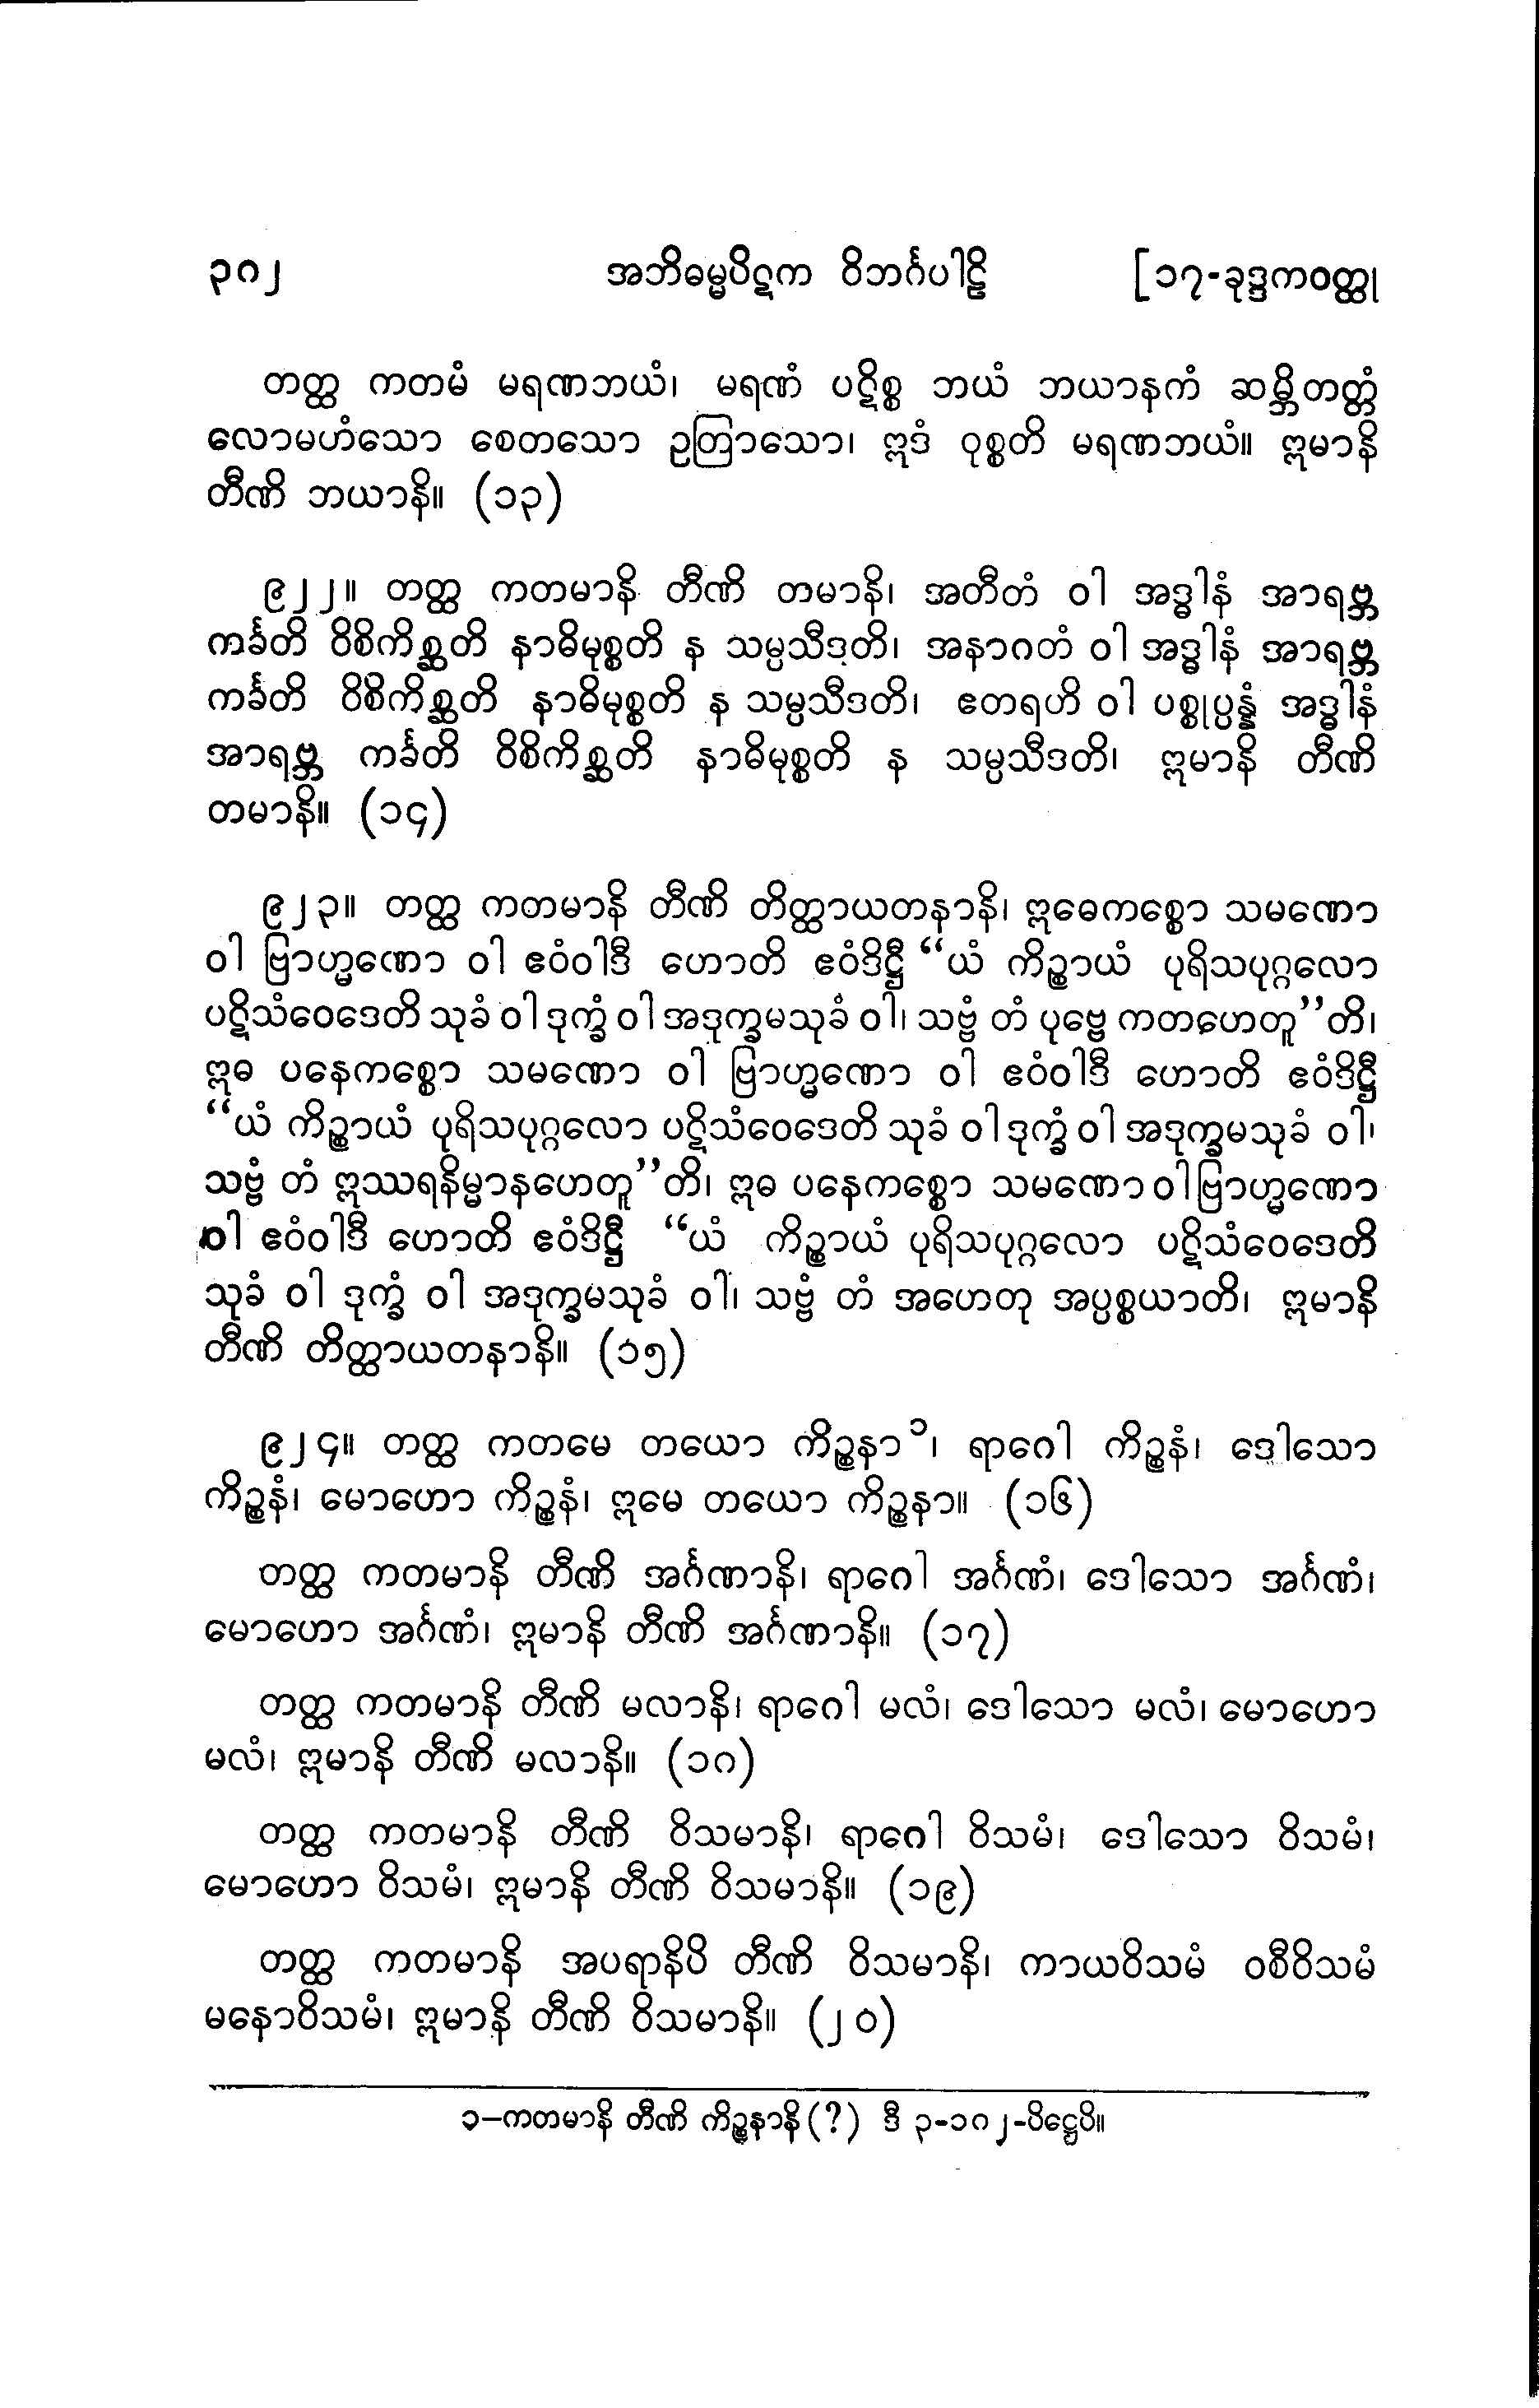 ၃၈၂ အဘိဓမ္မပိဋက ဝိဘင်္ဂပါဠိ [၁၇-ခုဒ္ဒကဝတ္ထု
တတ္ထ ကတမံ မရဏဘယံ၊ မရဏံ ပဋိစ္စ ဘယံ ဘယာနကံ ဆမ္ဘိတတ္တံ
လောမဟံသော စေတသော ဥတြာသော၊ ဣဒံ ဝုစ္စတိ မရဏဘယံ။ ဣမာနိ
တီဏိ ဘယာနိ။ (၁၃)
၉၂၂။ တတ္ထ ကတမာနိ တီဏိ တမာနိ၊ အတီတံ ဝါ အဒ္ဓါနံ အာရဗ္ဘ
ကင်္ခတိ ဝိစိကိစ္ဆတိ နာဓိမုစ္စတိ န သမ္ပသီဒတိ၊ အနာဂတံ ဝါ အဒ္ဓါနံ အာရဗ္ဘ
ကင်္ခတိ ဝိစိကိစ္ဆတိ နာဓိမုစ္စတိ န သမ္ပသီဒတိ၊ ဧတရဟိ ဝါ ပစ္စုပ္ပန္နံ အဒ္ဓါနံ
အာရဗ္ဘ ကင်္ခတိ ဝိစိကိစ္ဆတိ နာဓိမုစ္စတိ န သမ္ပသီဒတိ၊ ဣမာနိ တီဏိ
တမာနိ။ (၁၄)
၉၂၃။ တတ္ထ ကတမာနိ တီဏိ တိတ္ထာယတနာနိ၊ ဣဓေကစ္စော သမဏော
ဝါ ဗြာဟ္မဏော ဝါ ဧဝံဝါဒီ ဟောတိ ဧဝံဒိဋ္ဌီ “ယံ ကိဉ္စာယံ ပုရိသပုဂ္ဂလော
ပဋိသံဝေဒေတိ သုခံ ဝါ ဒုက္ခံ ဝါ အဒုက္ခမသုခံ ဝါ၊ သဗ္ဗံ တံ ပုဗ္ဗေ ကတဟေတူ”တိ၊
ဣဓ ပနေကစ္စော သမဏော ဝါ ဗြာဟ္မဏော ဝါ ဧဝံဝါဒီ ဟောတိ ဧဝံဒိဋ္ဌီ
“ယံ ကိဉ္စာယံ ပုရိသပုဂ္ဂလော ပဋိသံဝေဒေတိ သုခံ ဝါ ဒုက္ခံ ဝါ အဒုက္ခမသုခံ ဝါ၊
သဗ္ဗံ တံ ဣဿရနိမ္မာနဟေတူ”တိ၊ ဣဓ ပနေကစ္စော သမဏော ဝါ ဗြာဟ္မဏော
ဝါ ဧဝံဝါဒီ ဟောတိ ဧဝံဒိဋ္ဌီ “ယံ ကိဉ္စာယံ ပုရိသပုဂ္ဂလော ပဋိသံဝေဒေတိ
သုခံ ဝါ ဒုက္ခံ ဝါ အဒုက္ခမသုခံ ဝါ၊ သဗ္ဗံ တံ အဟေတု အပ္ပစ္စယာတိ၊ ဣမာနိ
တီဏိ တိတ္ထာယတနာနိ။ (၁၅)
၉၂၄။ တတ္ထ ကတမေ တယော ကိဉ္စနာ၁၊ ရာဂေါ ကိဉ္စနံ၊ ဒေါသော
ကိဉ္စနံ၊ မောဟော ကိဉ္စနံ၊ ဣမေ တယော ကိဉ္စနာ။ (၁၆)
တတ္ထ ကတမာနိ တီဏိ အင်္ဂဏာနိ၊ ရာဂေါ အင်္ဂဏံ၊ ဒေါသော အင်္ဂဏံ၊
မောဟော အင်္ဂဏံ၊ ဣမာနိ တီဏိ အင်္ဂဏာနိ။ (၁၇)
တတ္ထ ကတမာနိ တီဏိ မလာနိ၊ ရာဂေါ မလံ၊ ဒေါသော မလံ၊ မောဟော
မလံ၊ ဣမာနိ တီဏိ မလာနိ။ (၁၈)
တတ္ထ ကတမာနိ တီဏိ ဝိသမာနိ၊ ရာဂေါ ဝိသမံ၊ ဒေါသော ဝိသမံ၊
မောဟော ဝိသမံ၊ ဣမာနိ တီဏိ ဝိသမာနိ။ (၁၉)
တတ္ထ ကတမာနိ အပရာနိပိ တီဏိ ဝိသမာနိ၊ ကာယဝိသမံ ဝစီဝိသမံ
မနောဝိသမံ၊ ဣမာနိ တီဏိ ဝိသမာနိ။ (၂၀)
၁–ကတမာနိ တီဏိ ကိဉ္စနာနိ (?) ဒီ ၃-၁၈၂-ပိဋ္ဌေပိ။